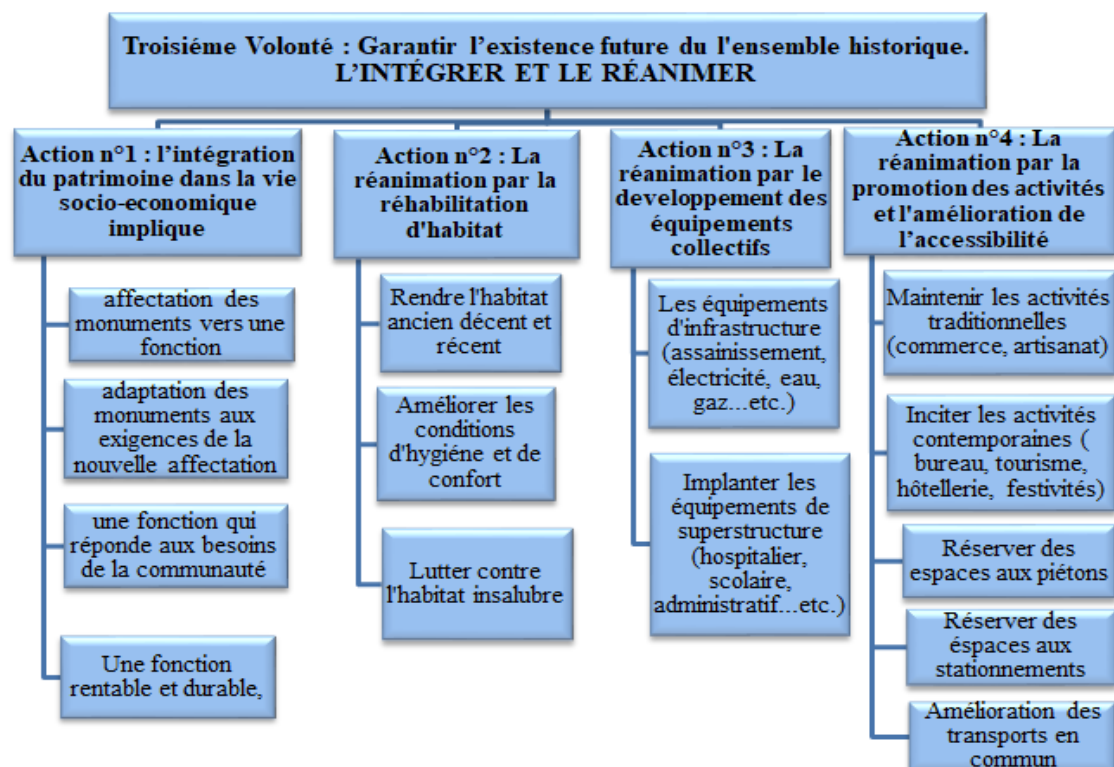 Troisiéme Volonté : Garantir l’existence future du l'ensemble historique.
L’INTÉGRER ET LE RÉANIMER
Action n°1 : l’intégration
du patrimoine dans la vie
socio-economique
implique
affectation des
monuments vers une
fonction
adaptation des
monuments aux
exigences de la
nouvelle affectation
une fonction qui
réponde aux besoins
de la communauté
Une fonction
rentable et durable,
Action n°2 : La
réanimation par la
réhabilitation
d'habitat
Rendre l'habitat
ancien décent et
récent
Améliorer les
conditions
d'hygiéne et de
confort
Lutter contre
l'habitat insalubre
Action n°3 : La
réanimation par le
developpement des
équipements
collectifs
Les équipements
d'infrastructure
(assainissement,
électricité, eau,
gaz...etc.)
Implanter les
équipements de
superstructure
(hospitalier,
scolaire,
administratif...etc.)
Action n°4 : La
réanimation par la
promotion des activités
et l'amélioration de
l’accessibilité
Maintenir les activités
traditionnelles
(commerce, artisanat)
Inciter les activités
contemporaines (
bureau, tourisme,
hôtellerie, festivités)
Réserver des
espaces aux piétons
Réserver des
éspaces aux
stationnements
Amélioration des
transports en
commun